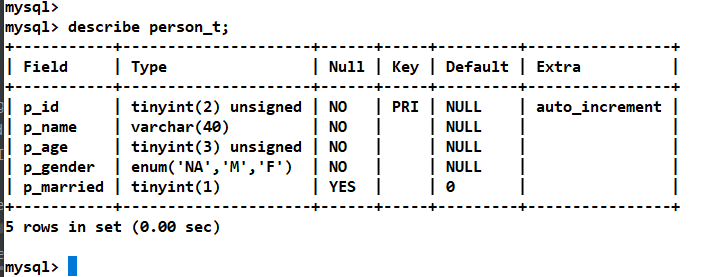 mysql>
mysql> describe person_t;
+-----------+---------------------+------+-----+---------+----------------+
| Field     | Type                | Null | Key | Default | Extra          |
+-----------+---------------------+------+-----+---------+----------------+
| p_id      | tinyint(2) unsigned | NO   | PRI | NULL    | auto_increment |
| p_name    | varchar(40)         | NO   |     | NULL    |                |
| p_age     | tinyint(3) unsigned | NO   |     | NULL    |                |
| p_gender  | enum('NA','M','F')  | NO   |     | NULL    |                |
| p_married | tinyint(1)          | YES  |     | 0       |                |
+-----------+---------------------+------+-----+---------+----------------+
5 rows in set (0.00 sec)
mysql>